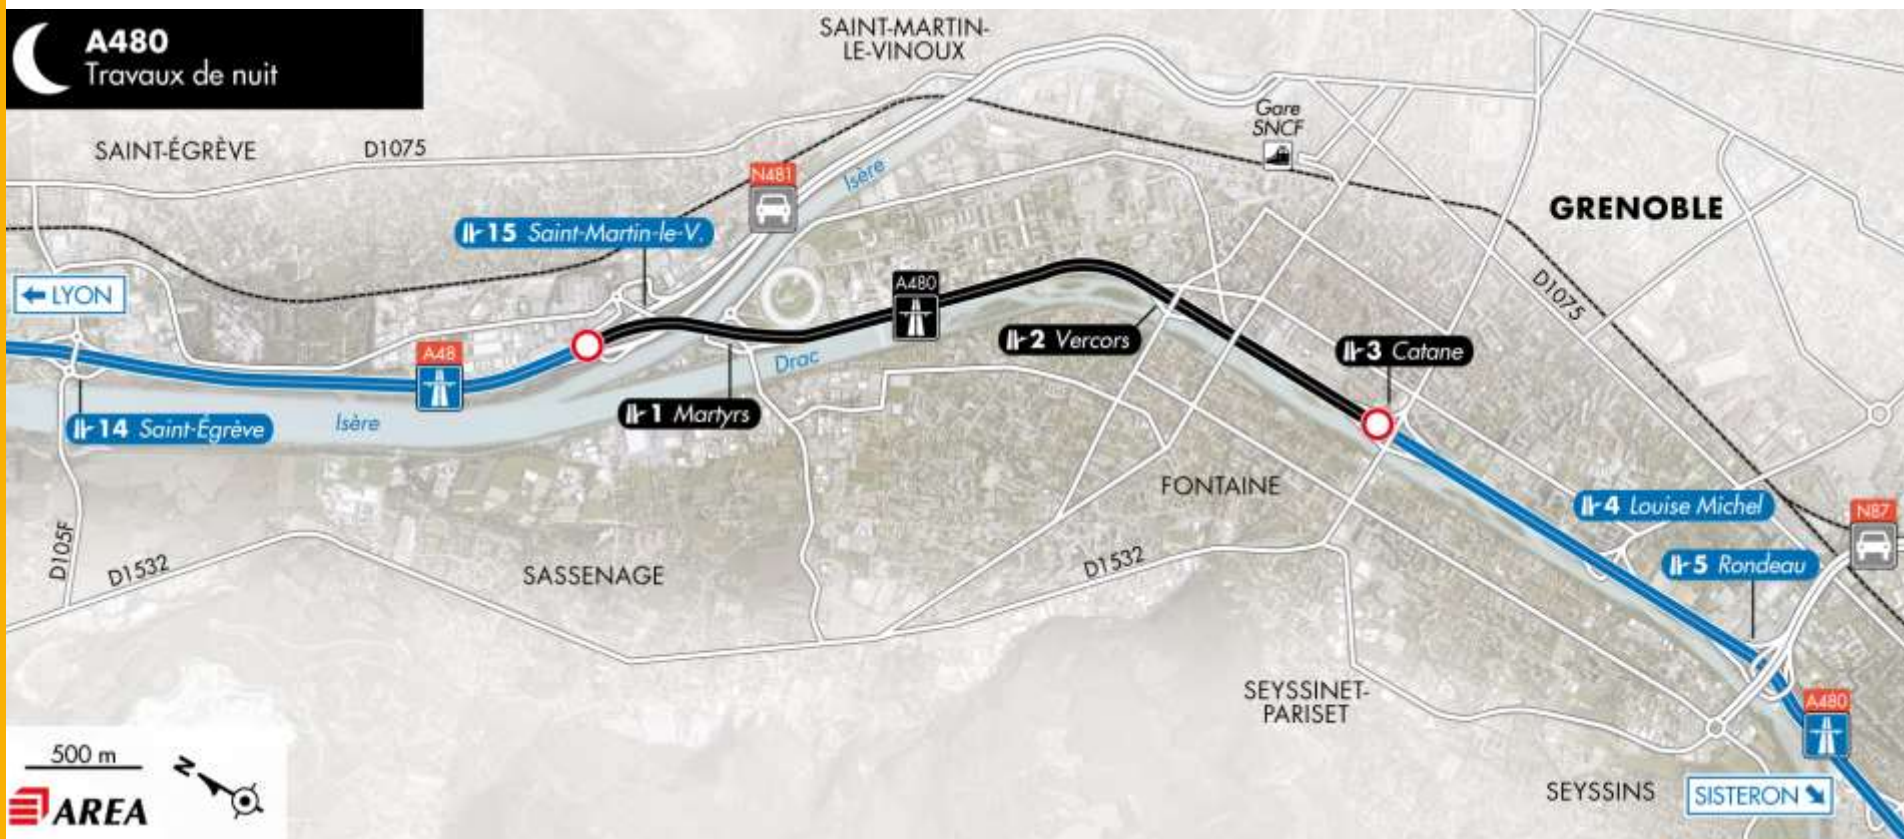 A480
Travaux de nuit
SAINT-MARTIN-
LE-VINOUX
SAINT-ÉGRÈVE
D1075
Gare
SNCF
N481
Isère
GRENOBLE
15 Saint-Martin-le-V.
LYON
A480
D1075
A48
Drac
2 Vercors
3 Catane
14 Saint-Égrève
Isère
1 Martyrs
FONTAINE
4 Louise Michel
N87
D105F
D1532
SASSENAGE
D1532
5 Rondeau
SEYSSINET-
PARISET
A480
500 m
N
AREA
SEYSSINS
SISTERON